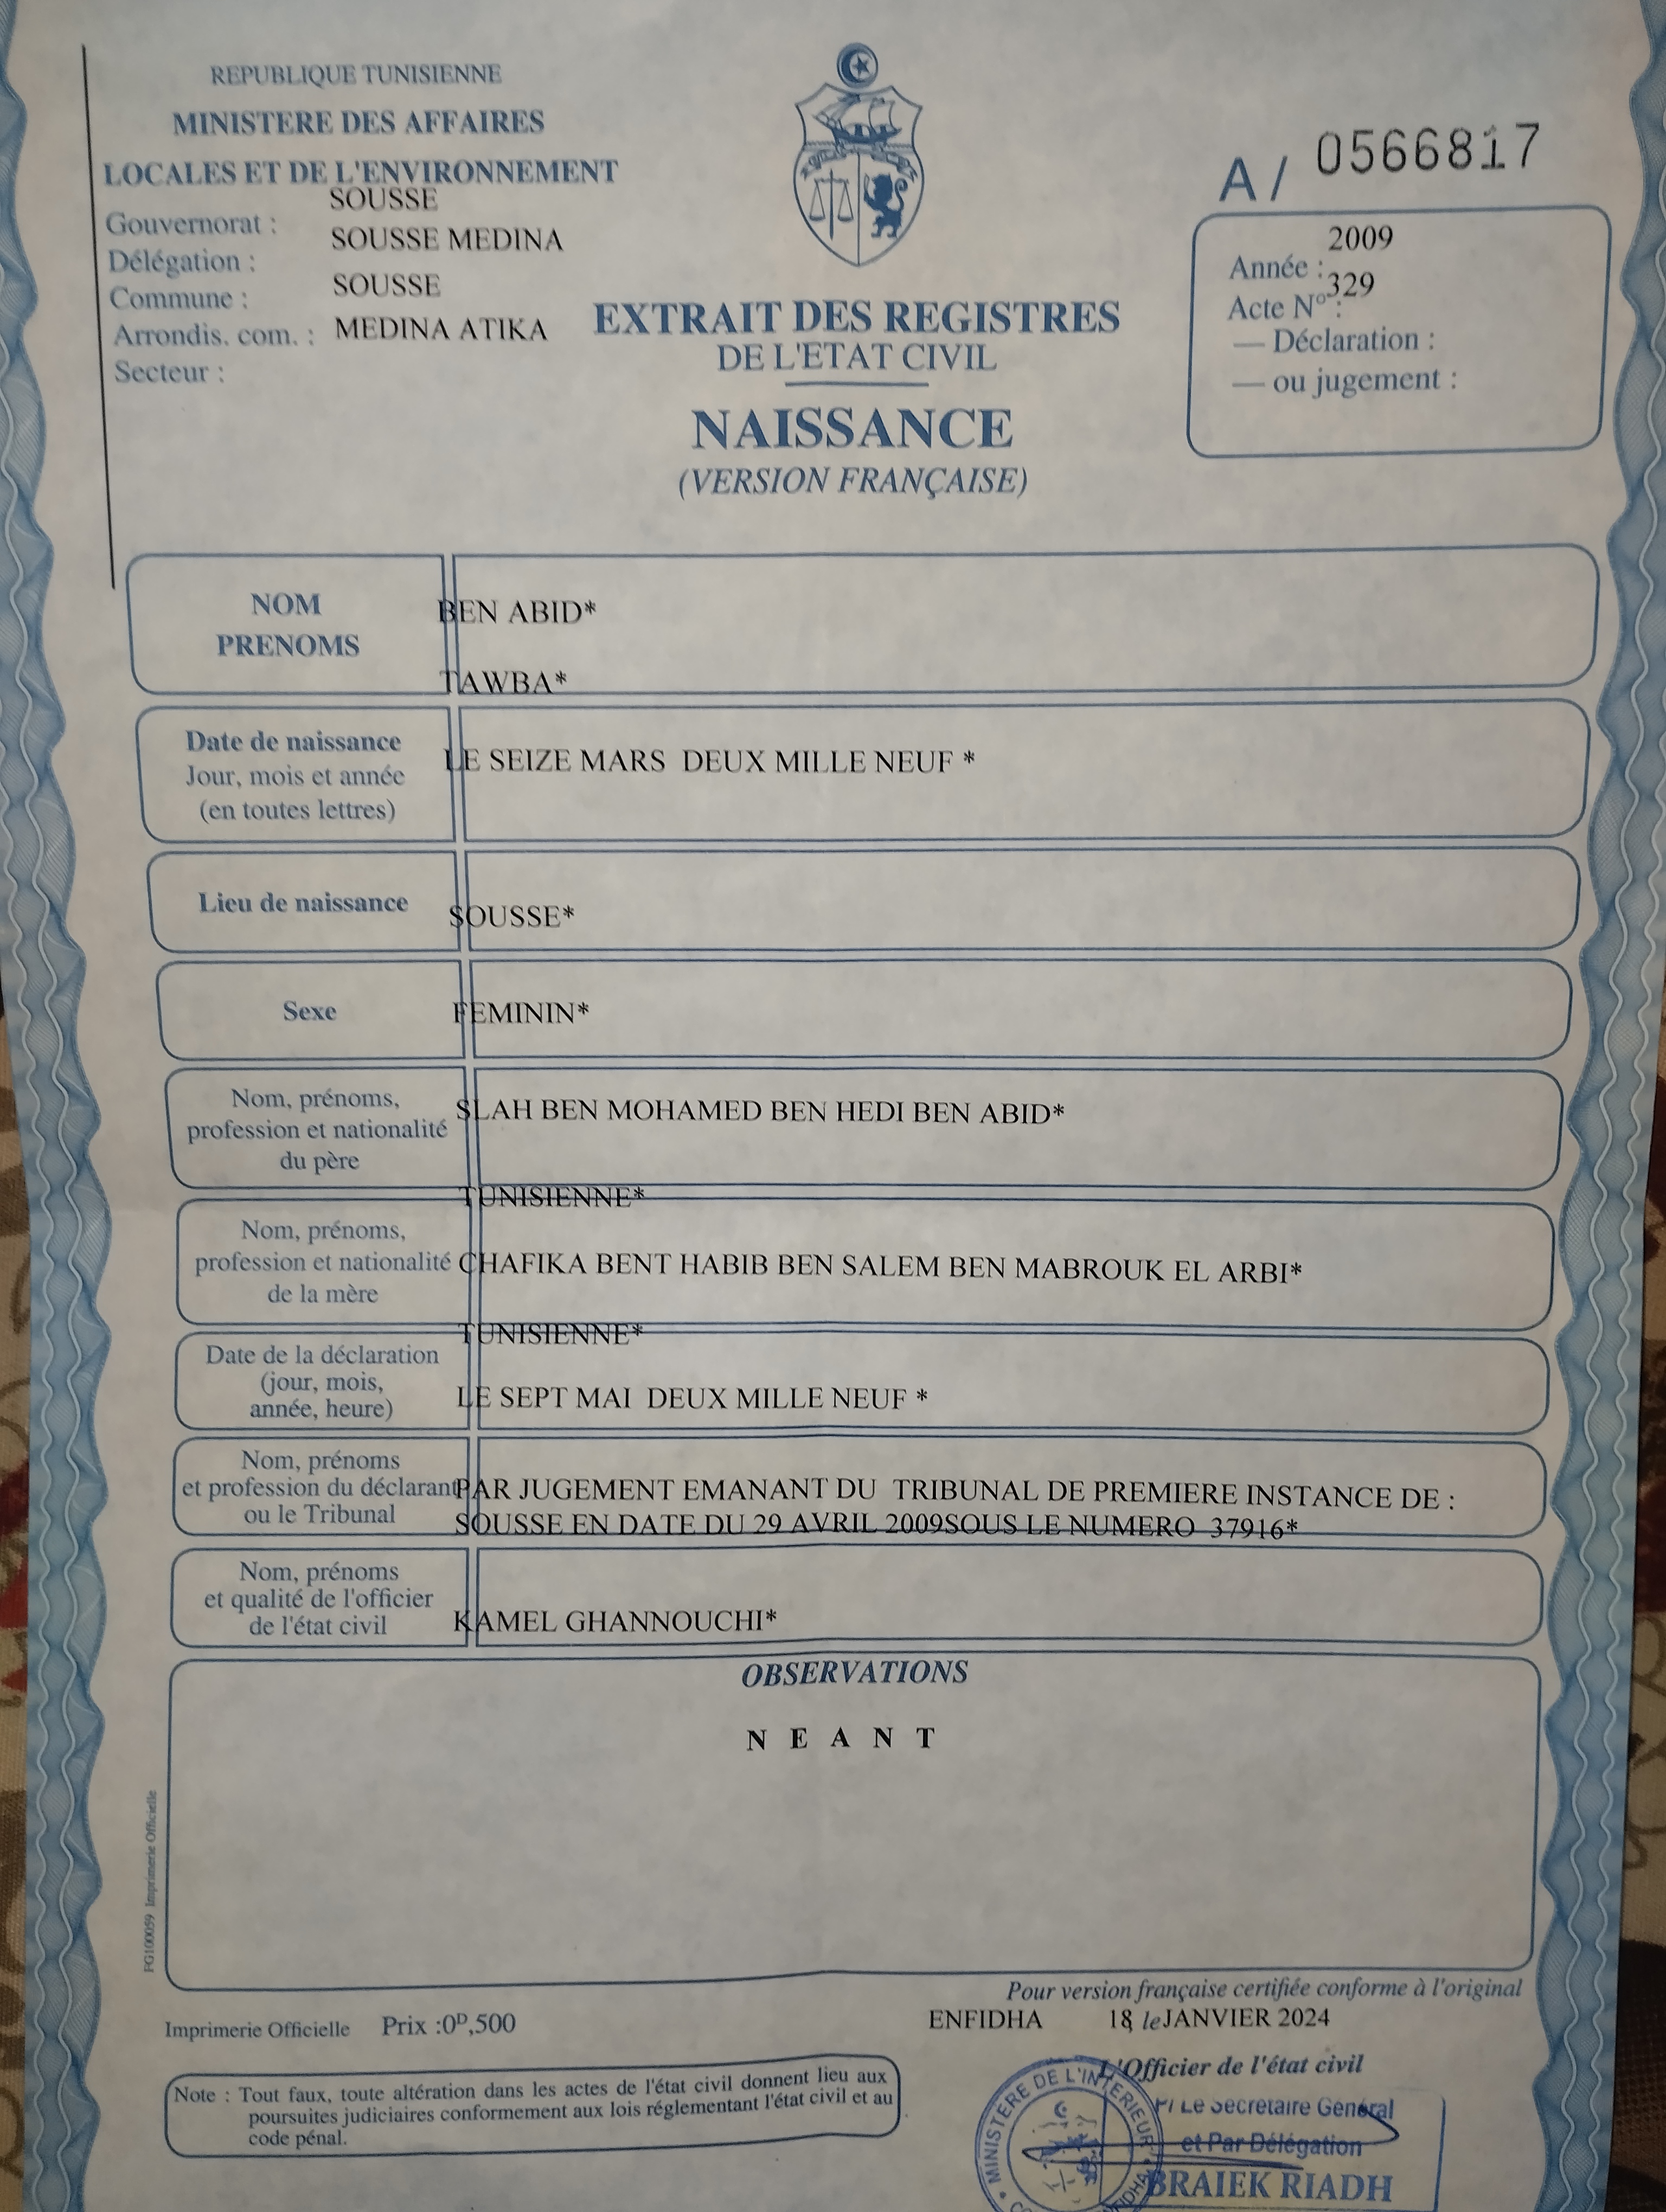 REPUBLIQUE TUNISIENNE
MINISTERE DES AFFAIRES
LOCALES ET DE L'ENVIRONNEMENT
Gouvernorat : SOUSSE
Délégation : SOUSSE MEDINA
Commune : SOUSSE
Arrondis. com. : MEDINA ATIKA
Secteur :
A / 0566817
Année : 2009
Acte N° : 329
— Déclaration :
— ou jugement :
EXTRAIT DES REGISTRES
DE L'ETAT CIVIL
NAISSANCE
(VERSION FRANÇAISE)
NOM
PRENOMS
BEN ABID*
TAWBA*
Date de naissance
Jour, mois et année
(en toutes lettres)
LE SEIZE MARS DEUX MILLE NEUF *
Lieu de naissance
SOUSSE*
Sexe
FEMININ*
Nom, prénoms,
profession et nationalité
du père
SLAH BEN MOHAMED BEN HEDI BEN ABID*
TUNISIENNE*
Nom, prénoms,
profession et nationalité
de la mère
CHAFIKA BENT HABIB BEN SALEM BEN MABROUK EL ARBI*
TUNISIENNE*
Date de la déclaration
(jour, mois,
année, heure)
LE SEPT MAI DEUX MILLE NEUF *
Nom, prénoms
et profession du déclarant
ou le Tribunal
PAR JUGEMENT EMANANT DU TRIBUNAL DE PREMIERE INSTANCE DE :
SOUSSE EN DATE DU 29 AVRIL 2009SOUS LE NUMERO 37916*
Nom, prénoms
et qualité de l'officier
de l'état civil
KAMEL GHANNOUCHI*
OBSERVATIONS
N E A N T
FG100059 Imprimerie Officielle
Pour version française certifiée conforme à l'original
Imprimerie Officielle Prix :0ᴰ,500
ENFIDHA 18, le JANVIER 2024
L'Officier de l'état civil
Note : Tout faux, toute altération dans les actes de l'état civil donnent lieu aux
poursuites judiciaires conformement aux lois réglementant l'état civil et au
code pénal.
MINISTERE DE L'INTERIEUR
P/ Le Secrétaire Général
et Par Délégation
BRAIEK RIADH